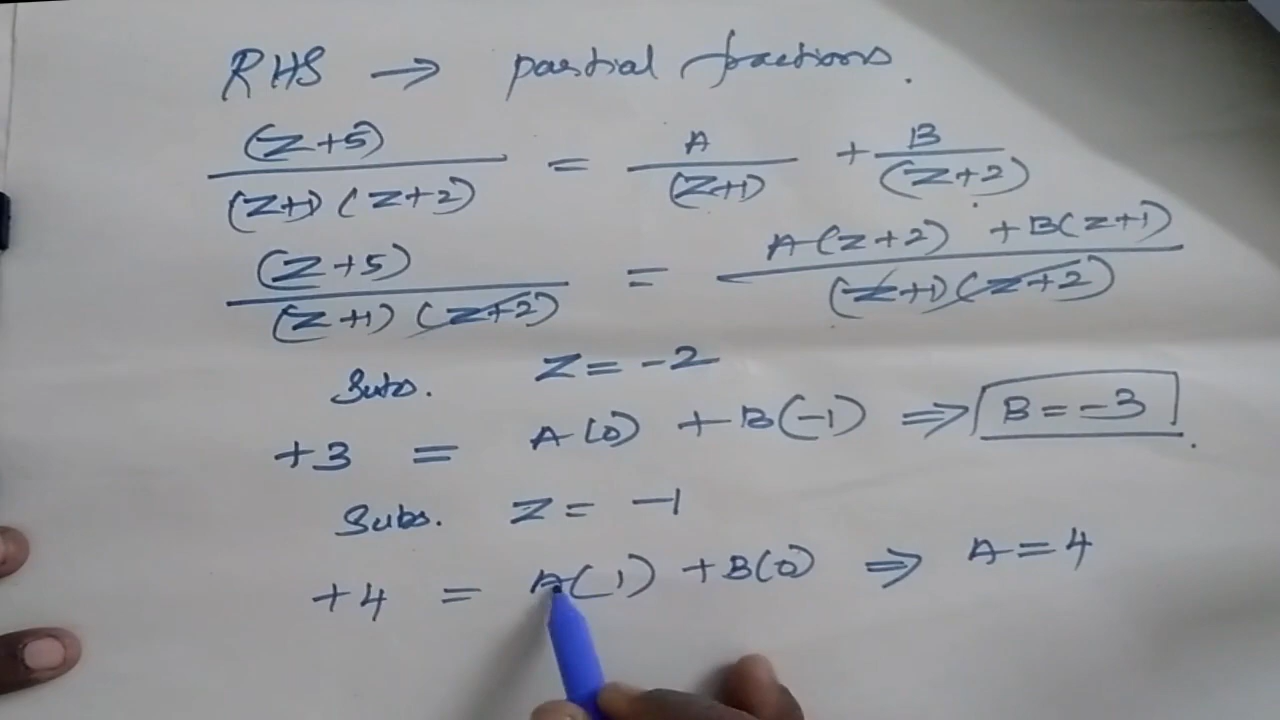 RHS → partial fractions.
(z+5) / (z+1)(z+2) = A / (z+1) + B / (z+2)
(z+5) / (z+1)(z+2) = A(z+2) + B(z+1) / (z+1)(z+2)
Subs. z = -2
+3 = A(0) + B(-1) ⇒ B = -3
Subs. z = -1
+4 = A(1) + B(0) ⇒ A = 4